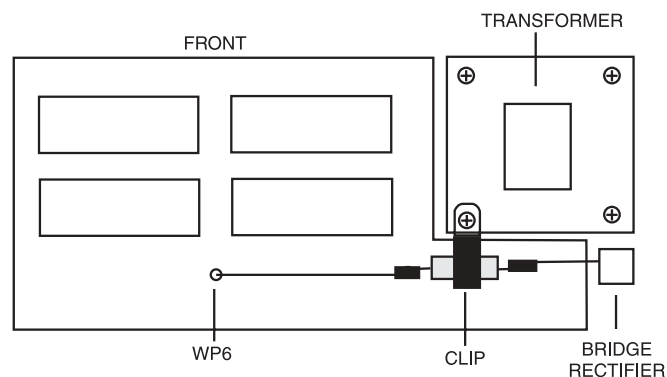 TRANSFORMER
FRONT
WP6
CLIP
BRIDGE
RECTIFIER